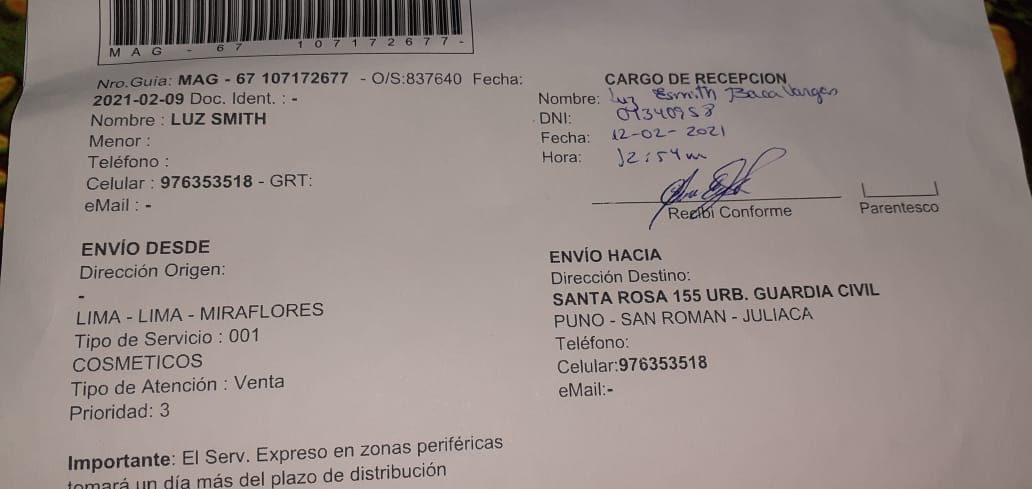 MAG - 67 107172677-
Nro.Guia: MAG - 67 107172677 - O/S:837640 Fecha:
2021-02-09 Doc. Ident. : -
Nombre : LUZ SMITH
Menor :
Teléfono :
Celular : 976353518 - GRT:
eMail : -
CARGO DE RECEPCION
Nombre: Luz Esmith Baca Vargas
DNI: 01340958
Fecha: 12-02-2021
Hora: 12:54m
Recibi Conforme
Parentesco
ENVÍO DESDE
Dirección Origen:
-
LIMA - LIMA - MIRAFLORES
Tipo de Servicio : 001
COSMETICOS
Tipo de Atención : Venta
Prioridad: 3
ENVÍO HACIA
Dirección Destino:
SANTA ROSA 155 URB. GUARDIA CIVIL
PUNO - SAN ROMAN - JULIACA
Teléfono:
Celular:976353518
eMail:-
Importante: El Serv. Expreso en zonas periféricas
tomará un día más del plazo de distribución